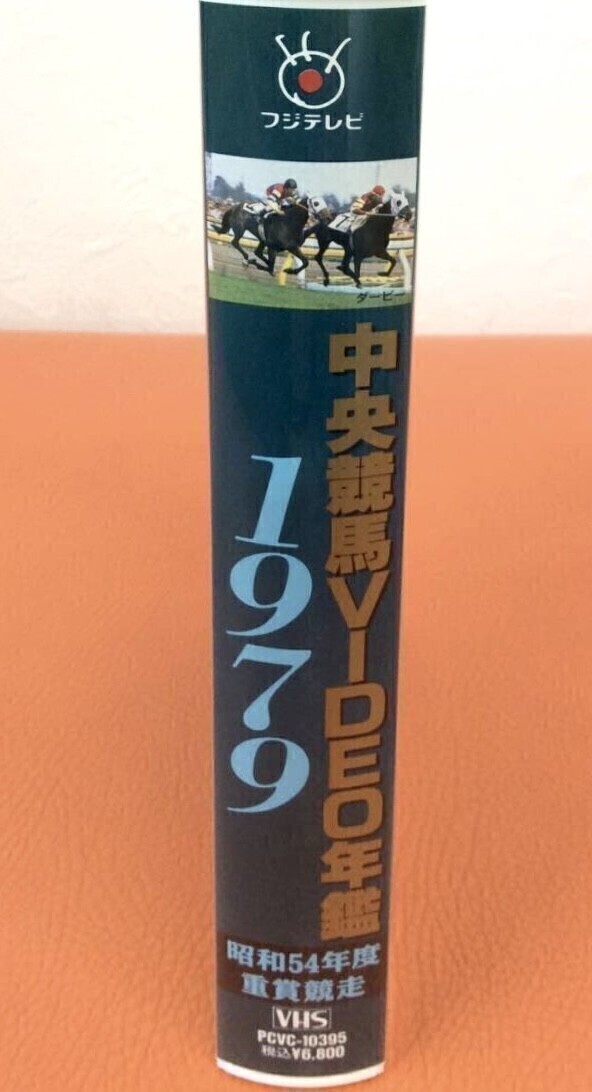 フジテレビ
ダービー
中央競馬VIDEO年鑑
1979
昭和54年度
重賞競走
VHS
PCVC-10395
税込¥6,800